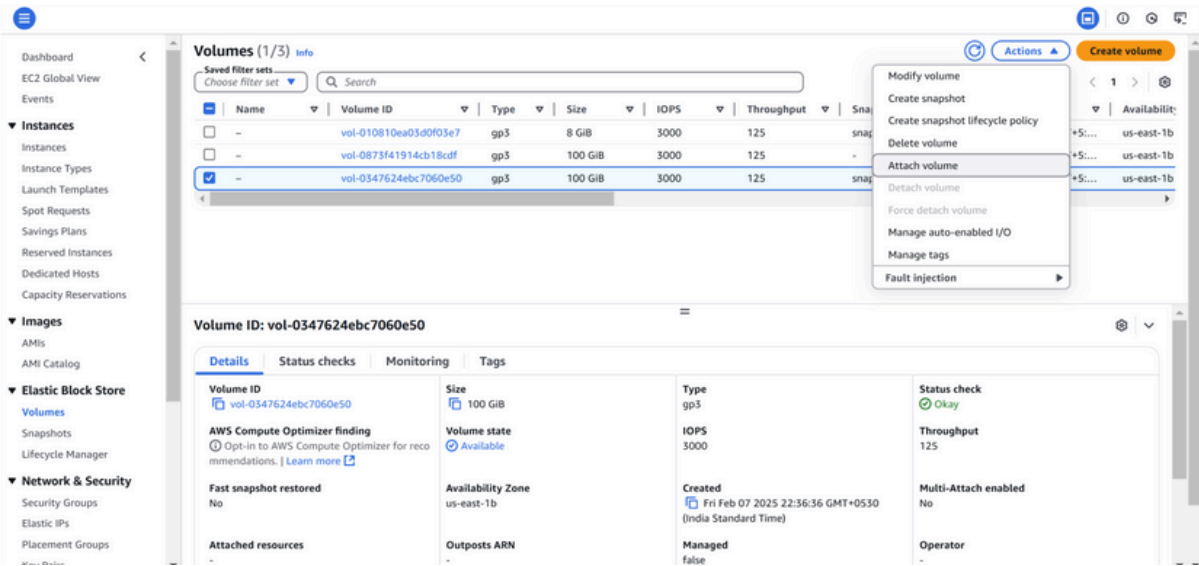 Dashboard
EC2 Global View
Events
Instances
Instances
Instance Types
Launch Templates
Spot Requests
Savings Plans
Reserved Instances
Dedicated Hosts
Capacity Reservations
Images
AMIs
AMI Catalog
Elastic Block Store
Volumes
Snapshots
Lifecycle Manager
Network & Security
Security Groups
Elastic IPs
Placement Groups
Key Pairs
Volumes (1/3) Info
Actions
Create volume
Saved filter sets
Choose filter set
Search
1
Name Volume ID Type Size IOPS Throughput Snap Availability
- vol-010810ea03d0f03e7 gp3 8 GiB 3000 125 snap +5:... us-east-1b
- vol-0873f41914cb18cdf gp3 100 GiB 3000 125 - +5:... us-east-1b
- vol-0347624ebc7060e50 gp3 100 GiB 3000 125 snap +5:... us-east-1b
Modify volume
Create snapshot
Create snapshot lifecycle policy
Delete volume
Attach volume
Detach volume
Force detach volume
Manage auto-enabled I/O
Manage tags
Fault injection
Volume ID: vol-0347624ebc7060e50
Details Status checks Monitoring Tags
Volume ID
vol-0347624ebc7060e50
Size
100 GiB
Type
gp3
Status check
Okay
AWS Compute Optimizer finding
Opt-in to AWS Compute Optimizer for reco
mmendations. | Learn more
Volume state
Available
IOPS
3000
Throughput
125
Fast snapshot restored
No
Availability Zone
us-east-1b
Created
Fri Feb 07 2025 22:36:36 GMT+0530
(India Standard Time)
Multi-Attach enabled
No
Attached resources
-
Outposts ARN
-
Managed
false
Operator
-